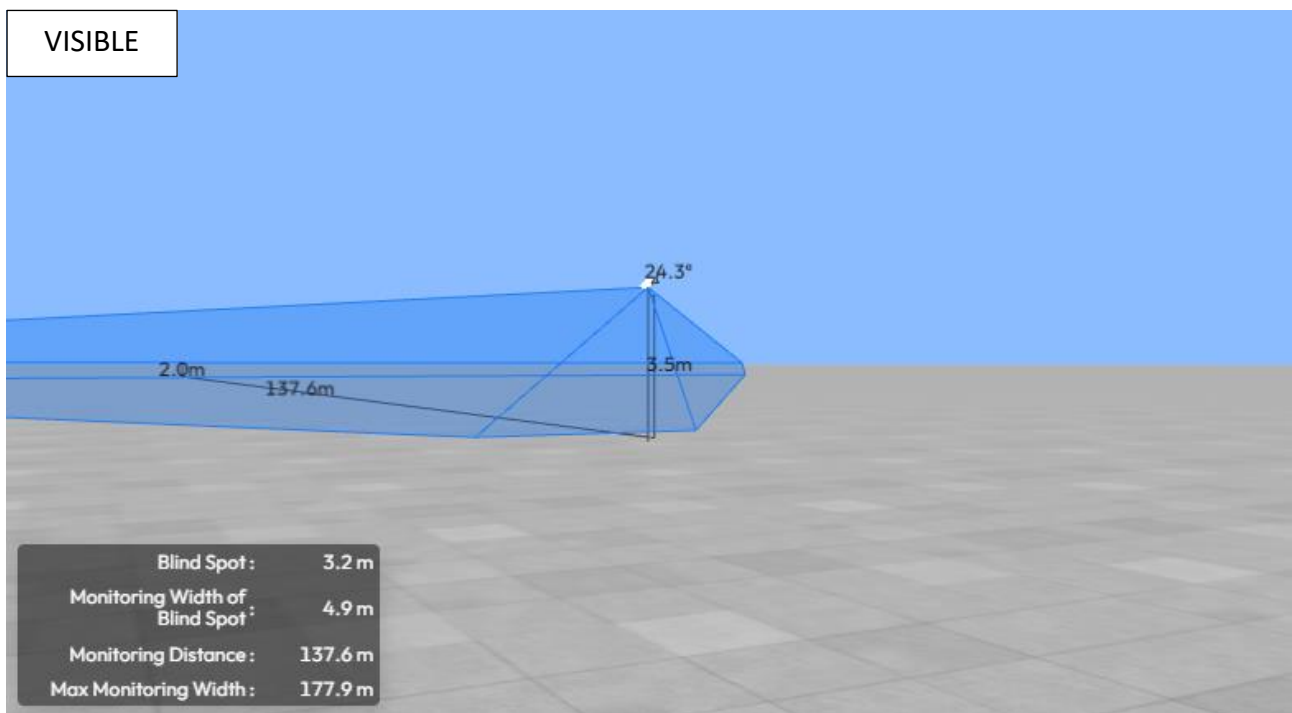 VISIBLE
24.3°
3.5m
2.0m
137.6m
Blind Spot : 3.2 m
Monitoring Width of
Blind Spot : 4.9 m
Monitoring Distance : 137.6 m
Max Monitoring Width : 177.9 m